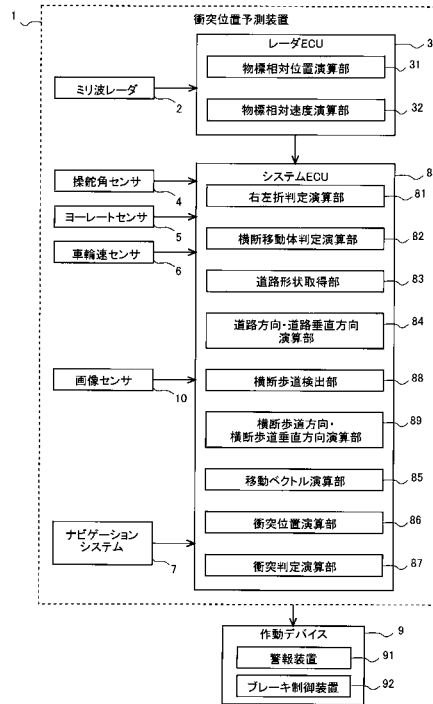 1
衝突位置予測装置
レーダECU
3
物標相対位置演算部
31
物標相対速度演算部
32
ミリ波レーダ
2
システムECU
8
操舵角センサ
4
ヨーレートセンサ
5
車輪速センサ
6
右左折判定演算部
81
横断移動体判定演算部
82
道路形状取得部
83
道路方向・道路垂直方向
演算部
84
画像センサ
10
横断歩道検出部
88
横断歩道方向・
横断歩道垂直方向演算部
89
移動ベクトル演算部
85
ナビゲーション
システム
7
衝突位置演算部
86
衝突判定演算部
87
作動デバイス
9
警報装置
91
ブレーキ制御装置
92